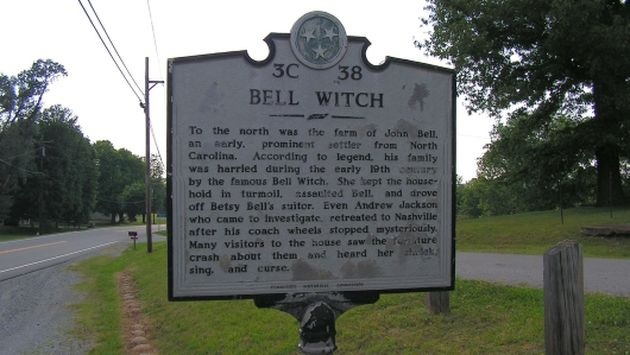 3C 38
BELL WITCH
To the north was the farm of John Bell,
an early, prominent settler from North
Carolina. According to legend, his family
was harried during the early 19th century
by the famous Bell Witch. She kept the house-
hold in turmoil, assaulted Bell, and drove
off Betsy Bell's suitor. Even Andrew Jackson
who came to investigate, retreated to Nashville
after his coach wheels stopped mysteriously.
Many visitors to the house saw the furniture
crash about them and heard her shriek,
sing, and curse.
TENNESSEE HISTORICAL COMMISSION